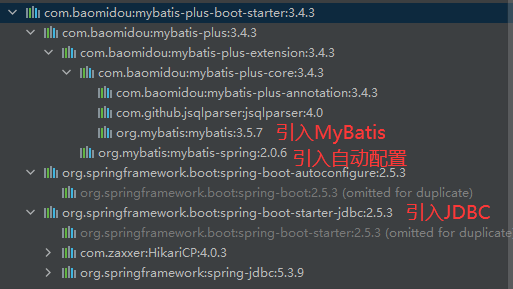 com.baomidou:mybatis-plus-boot-starter:3.4.3
com.baomidou:mybatis-plus:3.4.3
com.baomidou:mybatis-plus-extension:3.4.3
com.baomidou:mybatis-plus-core:3.4.3
com.baomidou:mybatis-plus-annotation:3.4.3
com.github.jsqlparser:jsqlparser:4.0
org.mybatis:mybatis:3.5.7 引入MyBatis
org.mybatis:mybatis-spring:2.0.6 引入自动配置
org.springframework.boot:spring-boot-autoconfigure:2.5.3
org.springframework.boot:spring-boot:2.5.3 (omitted for duplicate)
org.springframework.boot:spring-boot-starter-jdbc:2.5.3 引入JDBC
org.springframework.boot:spring-boot-starter:2.5.3 (omitted for duplicate
com.zaxxer:HikariCP:4.0.3
org.springframework:spring-jdbc:5.3.9